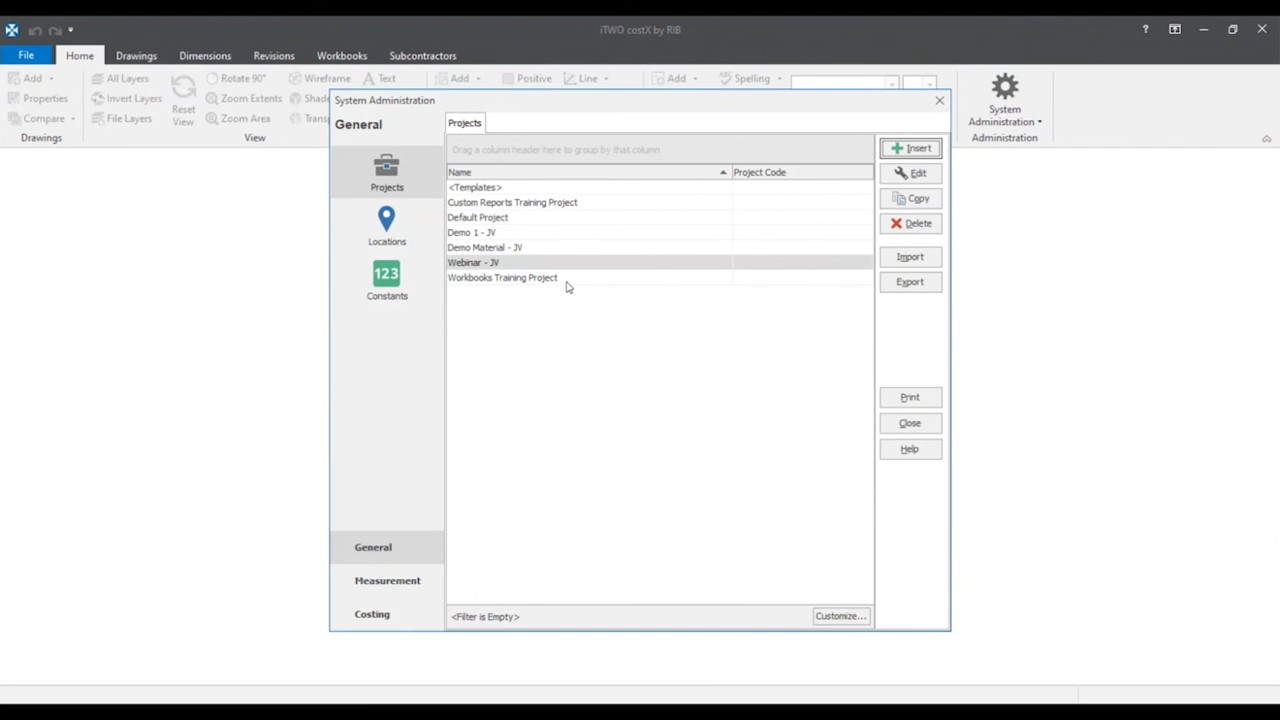 iTWO costX by RIB
?
File Home Drawings Dimensions Revisions Workbooks Subcontractors
Add All Layers Rotate 90° Wireframe Text Add Positive Line Add Spelling
Properties Invert Layers Reset View Zoom Extents
Compare File Layers Zoom Area
Drawings View
System Administration
Administration
System Administration
General
Projects
Locations
123
Constants
General
Measurement
Costing
Projects
Drag a column header here to group by that column.
Name Project Code
<Templates>
Custom Reports Training Project
Default Project
Demo 1 - JV
Demo Material - JV
Webinar - JV
Workbooks Training Project
<Filter is Empty> Customize...
Insert
Edit
Copy
Delete
Import
Export
Print
Close
Help